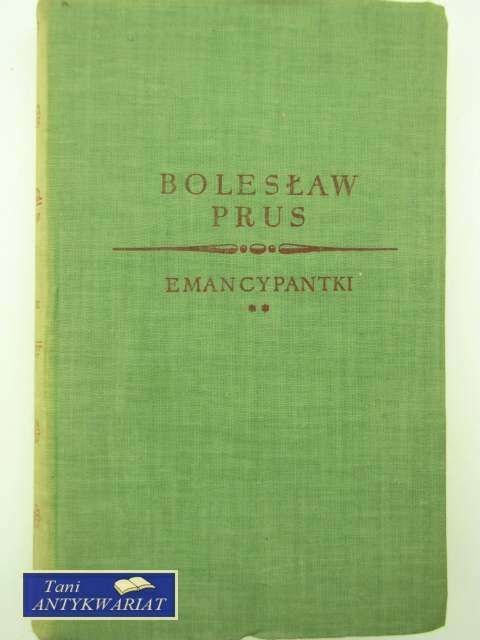 BOLESŁAW
PRUS
EMANCYPANTKI
**
Tani
ANTYKWARIAT